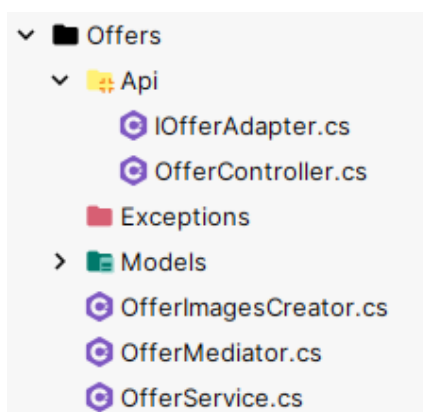 Offers
Api
IOfferAdapter.cs
OfferController.cs
Exceptions
Models
OfferImagesCreator.cs
OfferMediator.cs
OfferService.cs